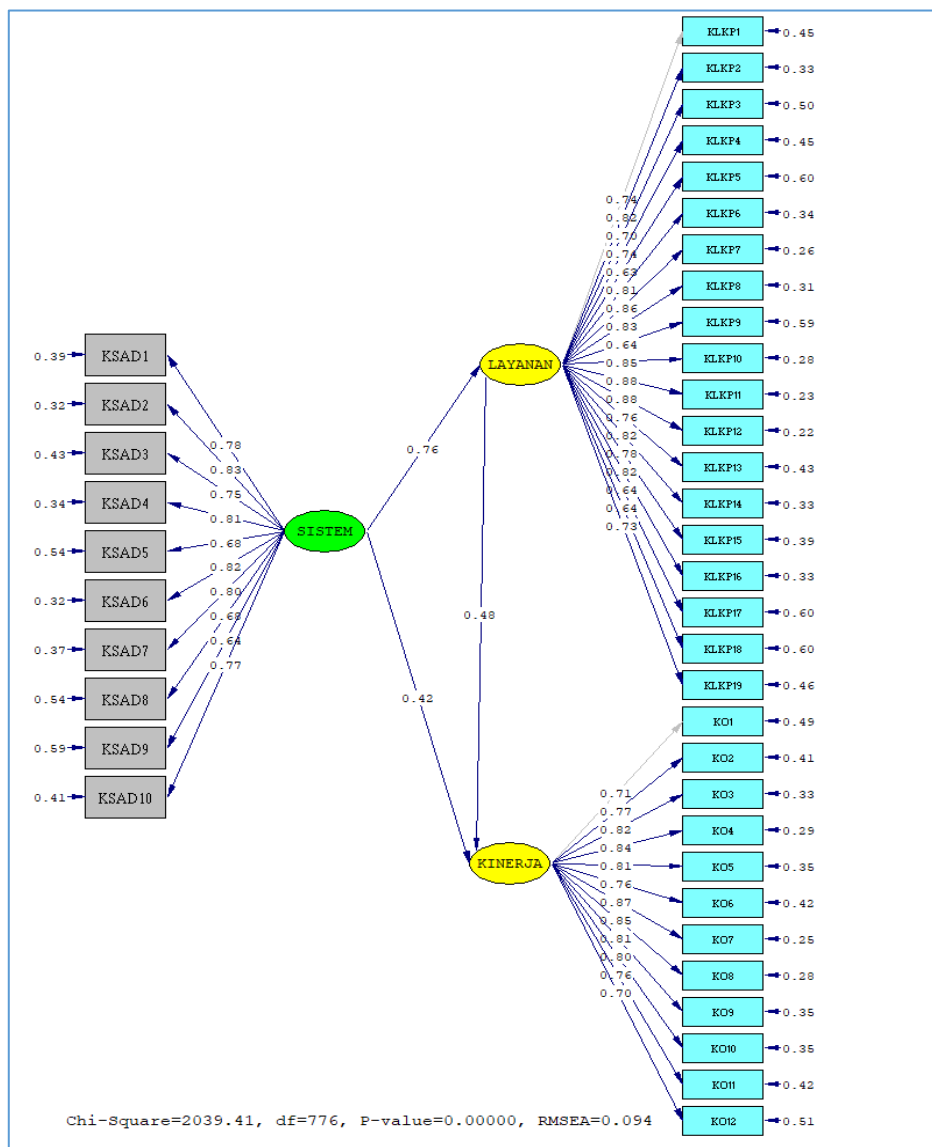 0.39 KSAD1
0.32 KSAD2
0.43 KSAD3
0.34 KSAD4
0.54 KSAD5
0.32 KSAD6
0.37 KSAD7
0.54 KSAD8
0.59 KSAD9
0.41 KSAD10
0.78
0.83
0.75
0.81
0.68
0.82
0.80
0.68
0.64
0.77
SISTEM
0.76
0.42
LAYANAN
0.48
KINERJA
0.74
0.82
0.70
0.74
0.63
0.81
0.86
0.83
0.64
0.85
0.88
0.88
0.76
0.82
0.78
0.82
0.64
0.64
0.73
KLKP1 0.45
KLKP2 0.33
KLKP3 0.50
KLKP4 0.45
KLKP5 0.60
KLKP6 0.34
KLKP7 0.26
KLKP8 0.31
KLKP9 0.59
KLKP10 0.28
KLKP11 0.23
KLKP12 0.22
KLKP13 0.43
KLKP14 0.33
KLKP15 0.39
KLKP16 0.33
KLKP17 0.60
KLKP18 0.60
KLKP19 0.46
0.71
0.77
0.82
0.84
0.81
0.76
0.87
0.85
0.81
0.80
0.76
0.70
KO1 0.49
KO2 0.41
KO3 0.33
KO4 0.29
KO5 0.35
KO6 0.42
KO7 0.25
KO8 0.28
KO9 0.35
KO10 0.35
KO11 0.42
KO12 0.51
Chi-Square=2039.41, df=776, P-value=0.00000, RMSEA=0.094